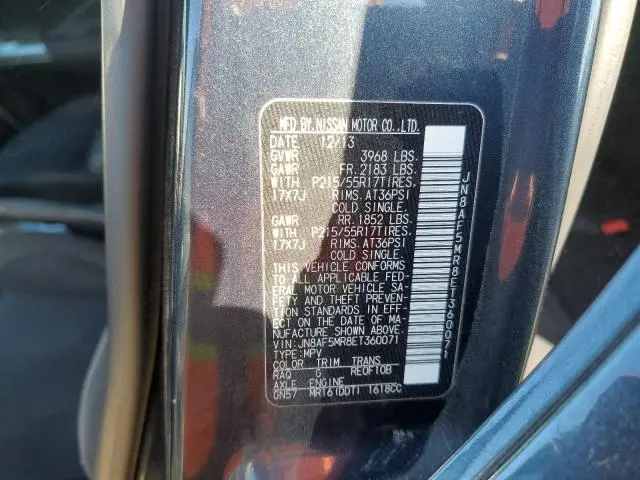 MFD BY NISSAN MOTOR CO.,LTD.
DATE 12/13
GVWR 3968 LBS.
GAWR FR.2183 LBS.
WITH P215/55R17TIRES.
17X7J RIMS.AT36PSI
COLD SINGLE.
GAWR RR.1852 LBS.
WITH P215/55R17TIRES.
17X7J RIMS.AT36PSI
COLD SINGLE.
THIS VEHICLE CONFORMS
TO ALL APPLICABLE FED-
ERAL MOTOR VEHICLE SA-
FETY AND THEFT PREVEN-
TION STANDARDS IN EFF-
ECT ON THE DATE OF MA-
NUFACTURE SHOWN ABOVE.
VIN:JN8AF5MR8ET360071
TYPE:MPV
COLOR TRIM TRANS
RAQ G RE0F10B
AXLE ENGINE
ON57 MR16DDT 1618CC
JN8AF5MR8ET360071